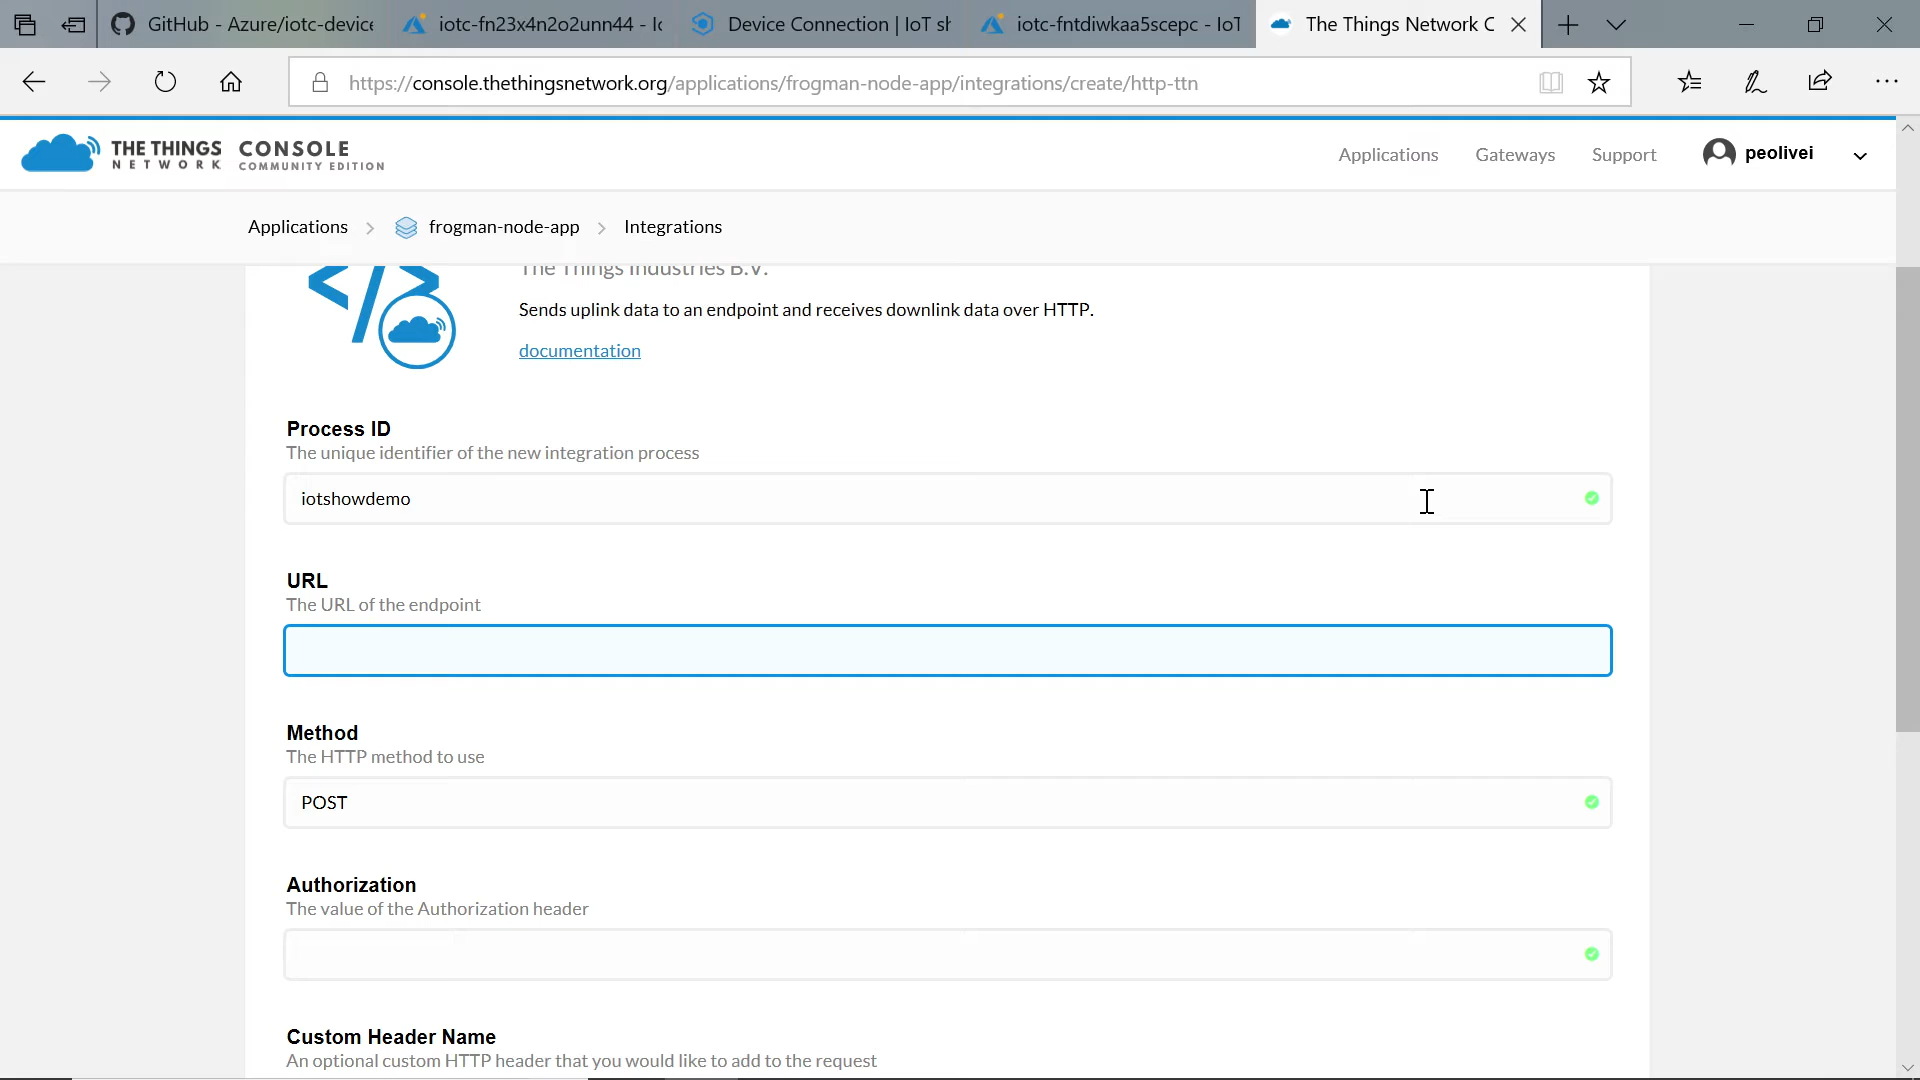 GitHub - Azure/iotc-device
iotc-fn23x4n2o2unn44 - Ic
Device Connection | IoT sh
iotc-fntdiwkaa5scepc - IoT
The Things Network C
https://console.thethingsnetwork.org/applications/frogman-node-app/integrations/create/http-ttn
THE THINGS NETWORK
CONSOLE
COMMUNITY EDITION
Applications
Gateways
Support
peolivei
Applications
frogman-node-app
Integrations
The Things Industries B.V.
Sends uplink data to an endpoint and receives downlink data over HTTP.
documentation
Process ID
The unique identifier of the new integration process
iotshowdemo
URL
The URL of the endpoint
Method
The HTTP method to use
POST
Authorization
The value of the Authorization header
Custom Header Name
An optional custom HTTP header that you would like to add to the request